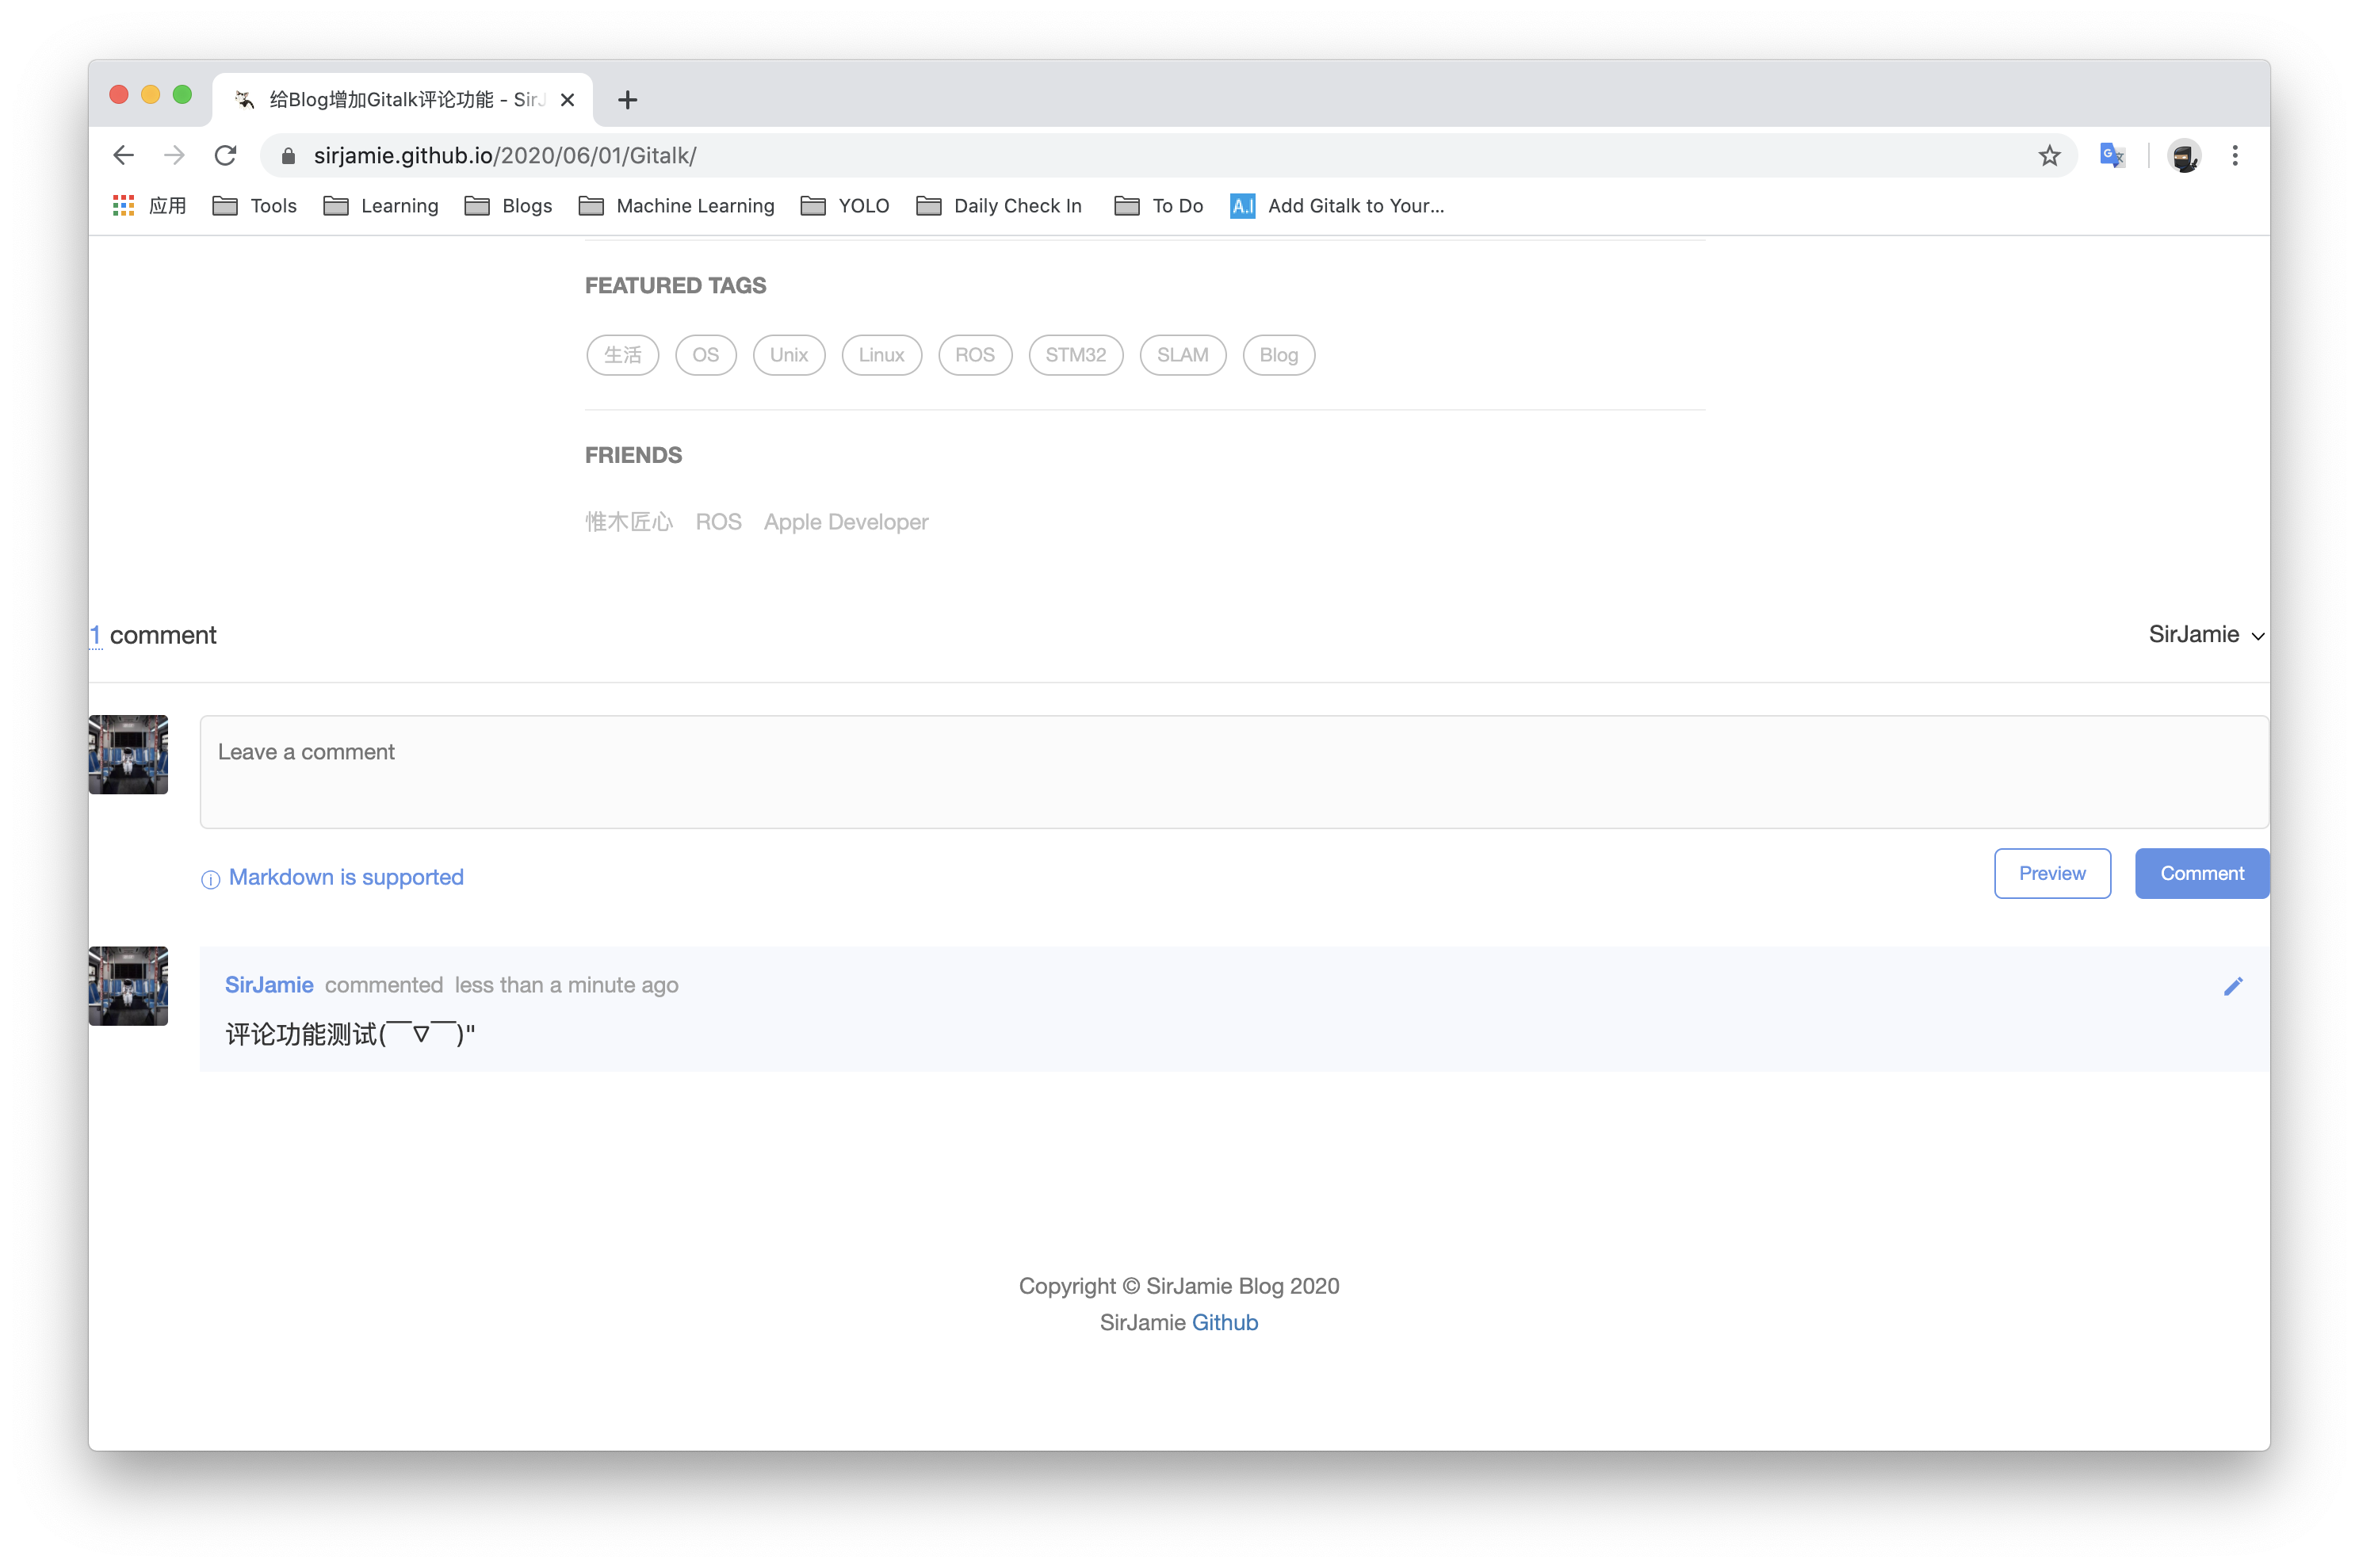 给Blog增加Gitalk评论功能 - SirJ
sirjamie.github.io/2020/06/01/Gitalk/
应用 Tools Learning Blogs Machine Learning YOLO Daily Check In To Do A.I Add Gitalk to Your...
FEATURED TAGS
生活 OS Unix Linux ROS STM32 SLAM Blog
FRIENDS
惟木匠心 ROS Apple Developer
1 comment SirJamie
Leave a comment
Markdown is supported Preview Comment
SirJamie commented less than a minute ago
评论功能测试(￣▽￣)"
Copyright © SirJamie Blog 2020
SirJamie Github